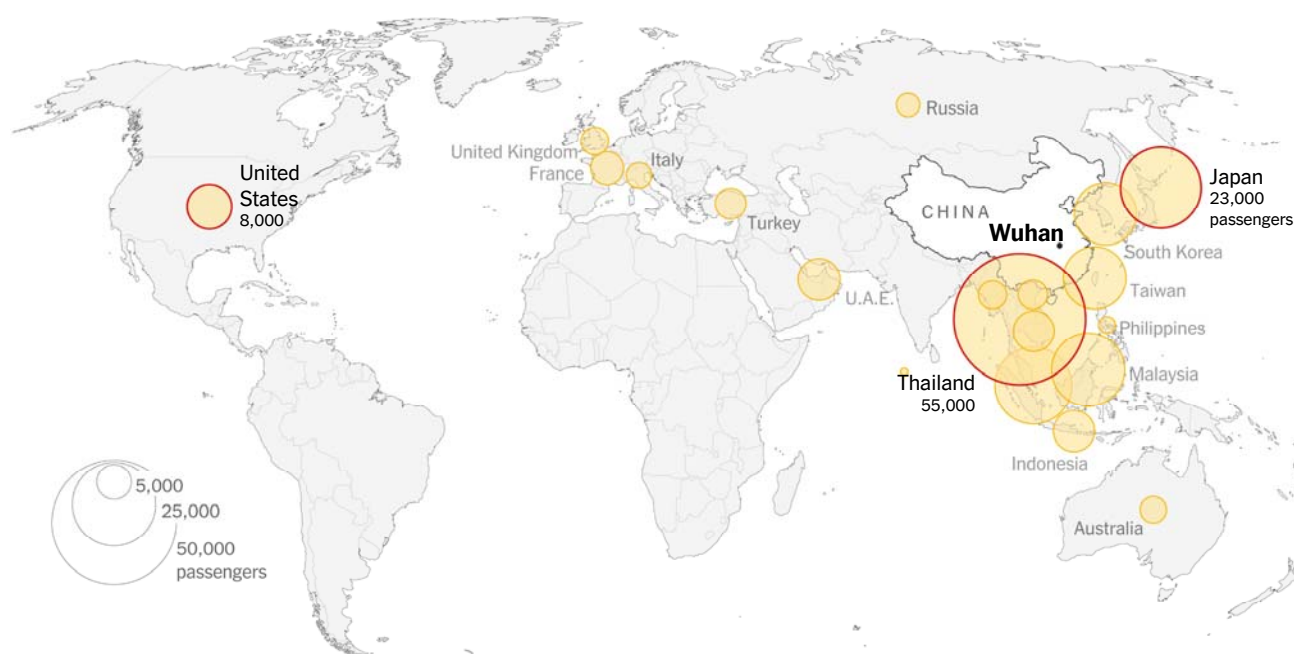 Russia
United Kingdom
Italy
France
United
States
8,000
Turkey
CHINA
Japan
23,000
passengers
Wuhan
South Korea
U.A.E.
Taiwan
Philippines
Malaysia
Thailand
55,000
Indonesia
Australia
5,000
25,000
50,000
passengers